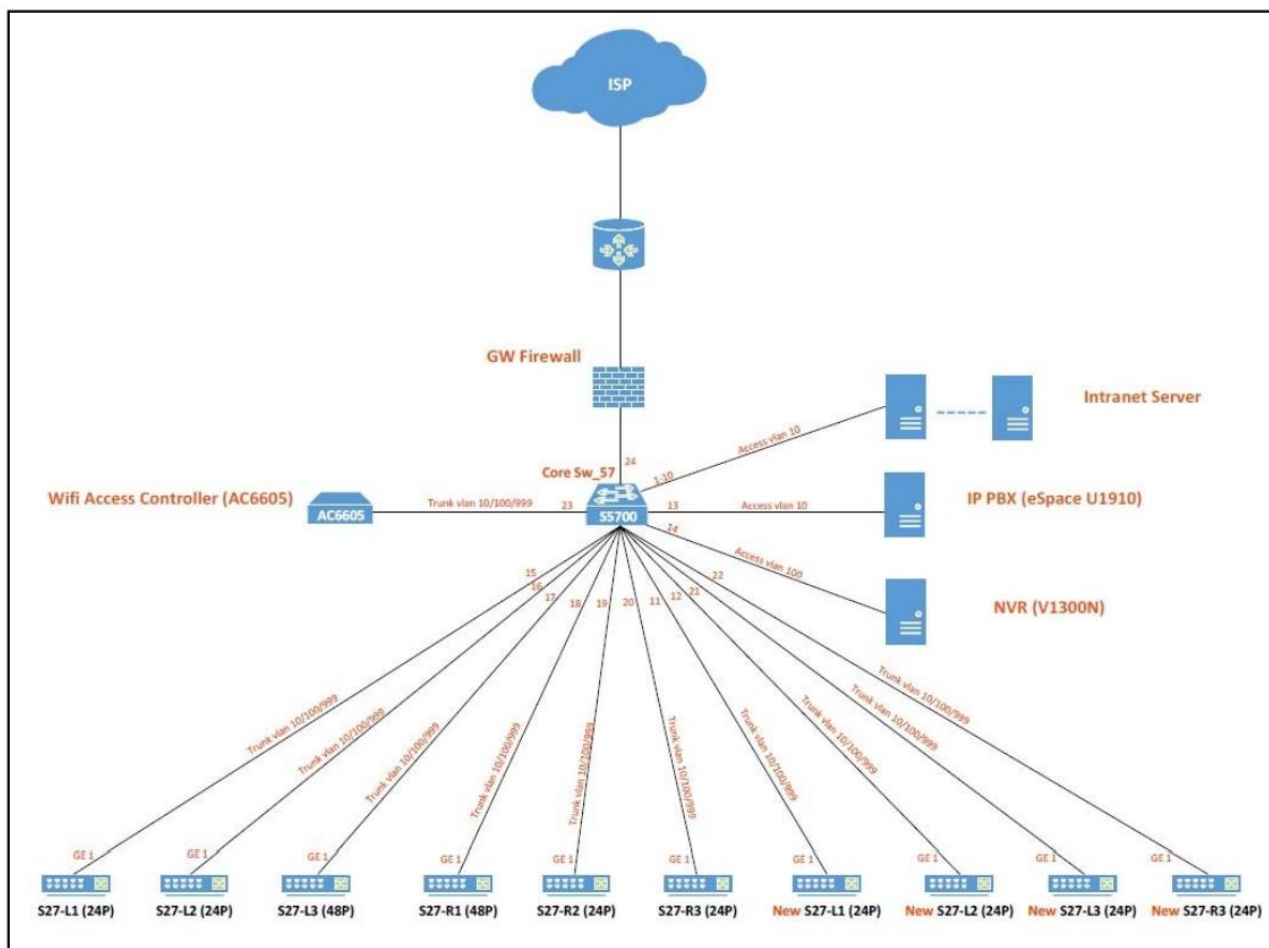 ISP
GW Firewall
Intranet Server
Access vlan 10
24
Core Sw_57
1-10
Wifi Access Controller (AC6605)
AC6605
Trunk vlan 10/100/999
23
S5700
13
Access vlan 10
IP PBX (eSpace U1910)
14
Access vlan 100
NVR (V1300N)
15
16
17
18
19
20
11
12
21
22
Trunk vlan 10/100/999
Trunk vlan 10/100/999
Trunk vlan 10/100/999
Trunk vlan 10/100/999
Trunk vlan 10/100/999
Trunk vlan 10/100/999
Trunk vlan 10/100/999
Trunk vlan 10/100/999
Trunk vlan 10/100/999
Trunk vlan 10/100/999
GE 1
GE 1
GE 1
GE 1
GE 1
GE 1
GE 1
GE 1
GE 1
GE 1
S27-L1 (24P)
S27-L2 (24P)
S27-L3 (48P)
S27-R1 (48P)
S27-R2 (24P)
S27-R3 (24P)
New S27-L1 (24P)
New S27-L2 (24P)
New S27-L3 (24P)
New S27-R3 (24P)